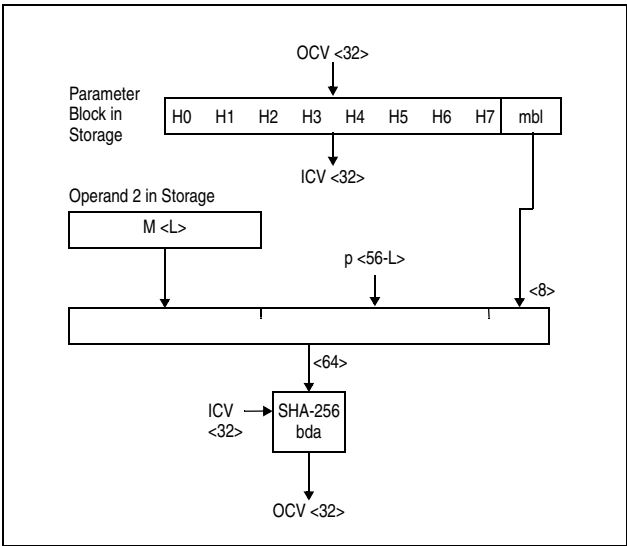 OCV <32>
Parameter
Block in
Storage
H0 H1 H2 H3 H4 H5 H6 H7 mbl
ICV <32>
Operand 2 in Storage
M <L>
p <56-L>
<8>
<64>
ICV
<32>
SHA-256
bda
OCV <32>